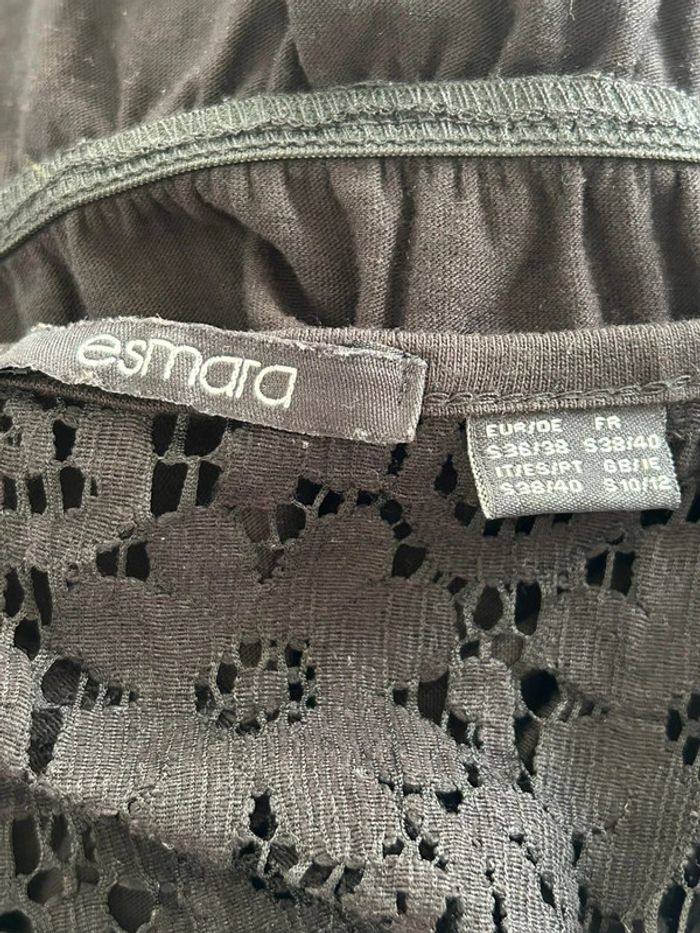 esmara
EUR/DE FR
S36/38 S38/40
IT/ES/PT GB/IE
S38/40 S10/12